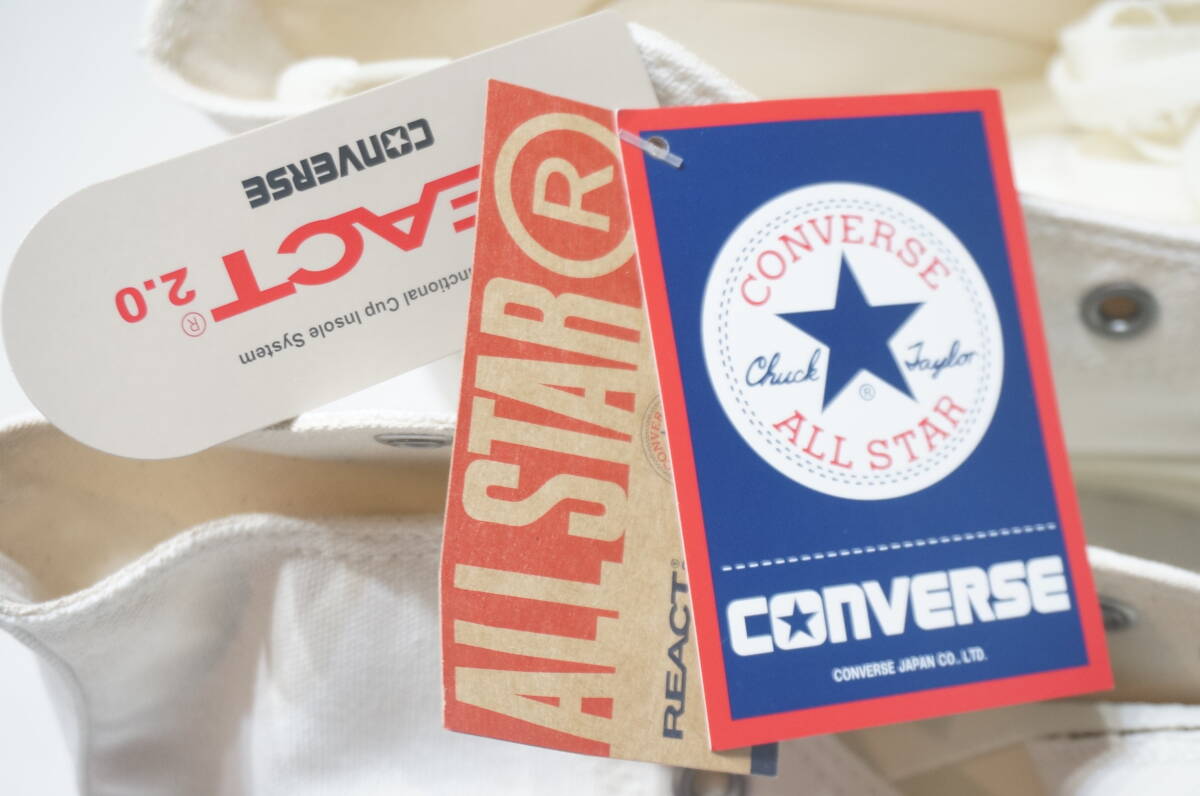 CONVERSE
EACT® 2.0
Cup Insole System
ALL STAR®
REACT®
CONVERSE
Chuck Taylor
®
ALL STAR
CONVERSE
CONVERSE JAPAN CO., LTD.